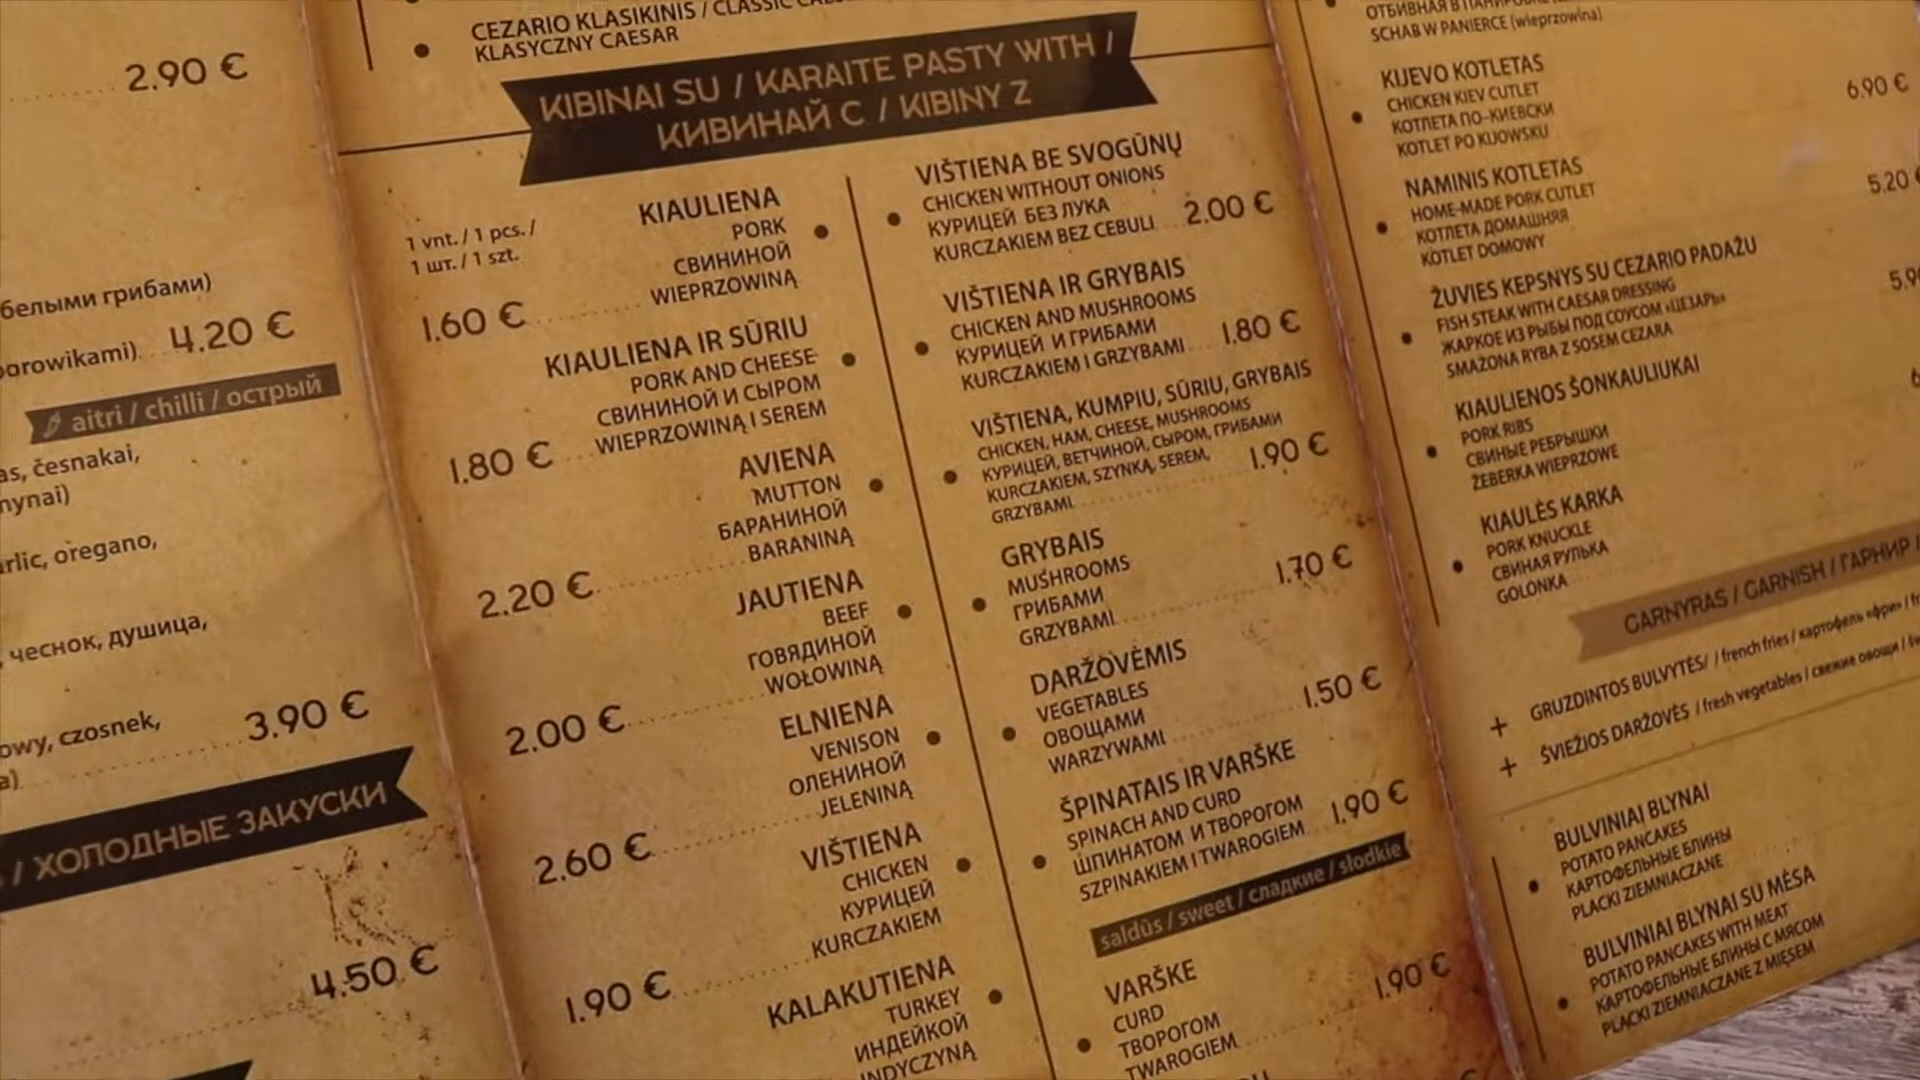 2.90 €
белыми грибами)
4.20 €
aitri / chilli / острый
česnakai,
oregano,
чеснок, душица,
czosnek,
3.90 €
/ ХОЛОДНЫЕ ЗАКУСКИ
4.50 €
CEZARIO KLASIKINIS / CLASSIC
KLASYCZNY CAESAR
KIBINAI SU / KARAITE PASTY WITH /
КИВИНАЙ С / KIBINY Z
1 vnt. / 1 pcs. /
1 шт. / 1 szt.
KIAULIENA
PORK
СВИНИНОЙ
WIEPRZOWINĄ
1.60 €
KIAULIENA IR SŪRIU
PORK AND CHEESE
СВИНИНОЙ И СЫРОМ
WIEPRZOWINĄ I SEREM
1.80 €
AVIENA
MUTTON
БАРАНИНОЙ
BARANINĄ
2.20 €
JAUTIENA
BEEF
ГОВЯДИНОЙ
WOŁOWINĄ
2.00 €
ELNIENA
VENISON
ОЛЕНИНОЙ
JELENINĄ
2.60 €
VIŠTIENA
CHICKEN
КУРИЦЕЙ
KURCZAKIEM
1.90 €
KALAKUTIENA
TURKEY
ИНДЕЙКОЙ
INDYCZYNĄ
VIŠTIENA BE SVOGŪNŲ
CHICKEN WITHOUT ONIONS
КУРИЦЕЙ БЕЗ ЛУКА
KURCZAKIEM BEZ CEBULI 2.00 €
VIŠTIENA IR GRYBAIS
CHICKEN AND MUSHROOMS
КУРИЦЕЙ И ГРИБАМИ
KURCZAKIEM I GRZYBAMI 1.80 €
VIŠTIENA, KUMPIU, SŪRIU, GRYBAIS
CHICKEN, HAM, CHEESE, MUSHROOMS
КУРИЦЕЙ, ВЕТЧИНОЙ, СЫРОМ, ГРИБАМИ
KURCZAKIEM, SZYNKĄ, SEREM,
GRZYBAMI 1.90 €
GRYBAIS
MUSHROOMS
ГРИБАМИ
GRZYBAMI 1.70 €
DARŽOVĖMIS
VEGETABLES
ОВОЩАМИ
WARZYWAMI 1.50 €
ŠPINATAIS IR VARŠKE
SPINACH AND CURD
ШПИНАТОМ И ТВОРОГОМ
SZPINAKIEM I TWAROGIEM 1.90 €
saldūs / sweet / сладкие / słodkie
VARŠKE
CURD
ТВОРОГОМ
TWAROGIEM 1.90 €
SCHAB W PANIERCE (wieprzowina)
KIJEVO KOTLETAS
CHICKEN KIEV CUTLET
КОТЛЕТА ПО-КИЕВСКИ
KOTLET PO KIJOWSKU
6.90 €
NAMINIS KOTLETAS
HOME-MADE PORK CUTLET
КОТЛЕТА ДОМАШНЯЯ
KOTLET DOMOWY
5.20 €
ŽUVIES KEPSNYS SU CEZARIO PADAŽU
FISH STEAK WITH CAESAR DRESSING
ЖАРКОЕ ИЗ РЫБЫ ПОД СОУСОМ «ЦЕЗАРЬ»
SMAŻONA RYBA Z SOSEM CEZARA
KIAULIENOS ŠONKAULIUKAI
PORK RIBS
СВИНЫЕ РЕБРЫШКИ
ŻEBERKA WIEPRZOWE
KIAULĖS KARKA
PORK KNUCKLE
СВИНАЯ РУЛЬКА
GOLONKA
GARNYRAS / GARNISH / ГАРНИР /
+ GRUZDINTOS BULVYTĖS/ / french fries / картофель «фри» /
+ ŠVIEŽIOS DARŽOVĖS / fresh vegetables / свежие овощи /
BULVINIAI BLYNAI
POTATO PANCAKES
КАРТОФЕЛЬНЫЕ БЛИНЫ
PLACKI ZIEMNIACZANE
BULVINIAI BLYNAI SU MĖSA
POTATO PANCAKES WITH MEAT
КАРТОФЕЛЬНЫЕ БЛИНЫ С МЯСОМ
PLACKI ZIEMNIACZANE Z MIĘSEM